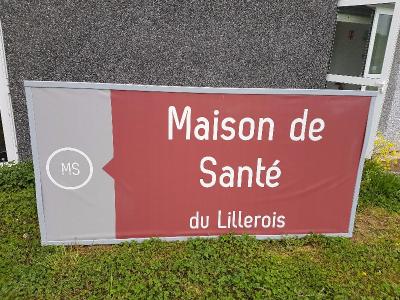 MS
Maison de
Santé
du Lillerois